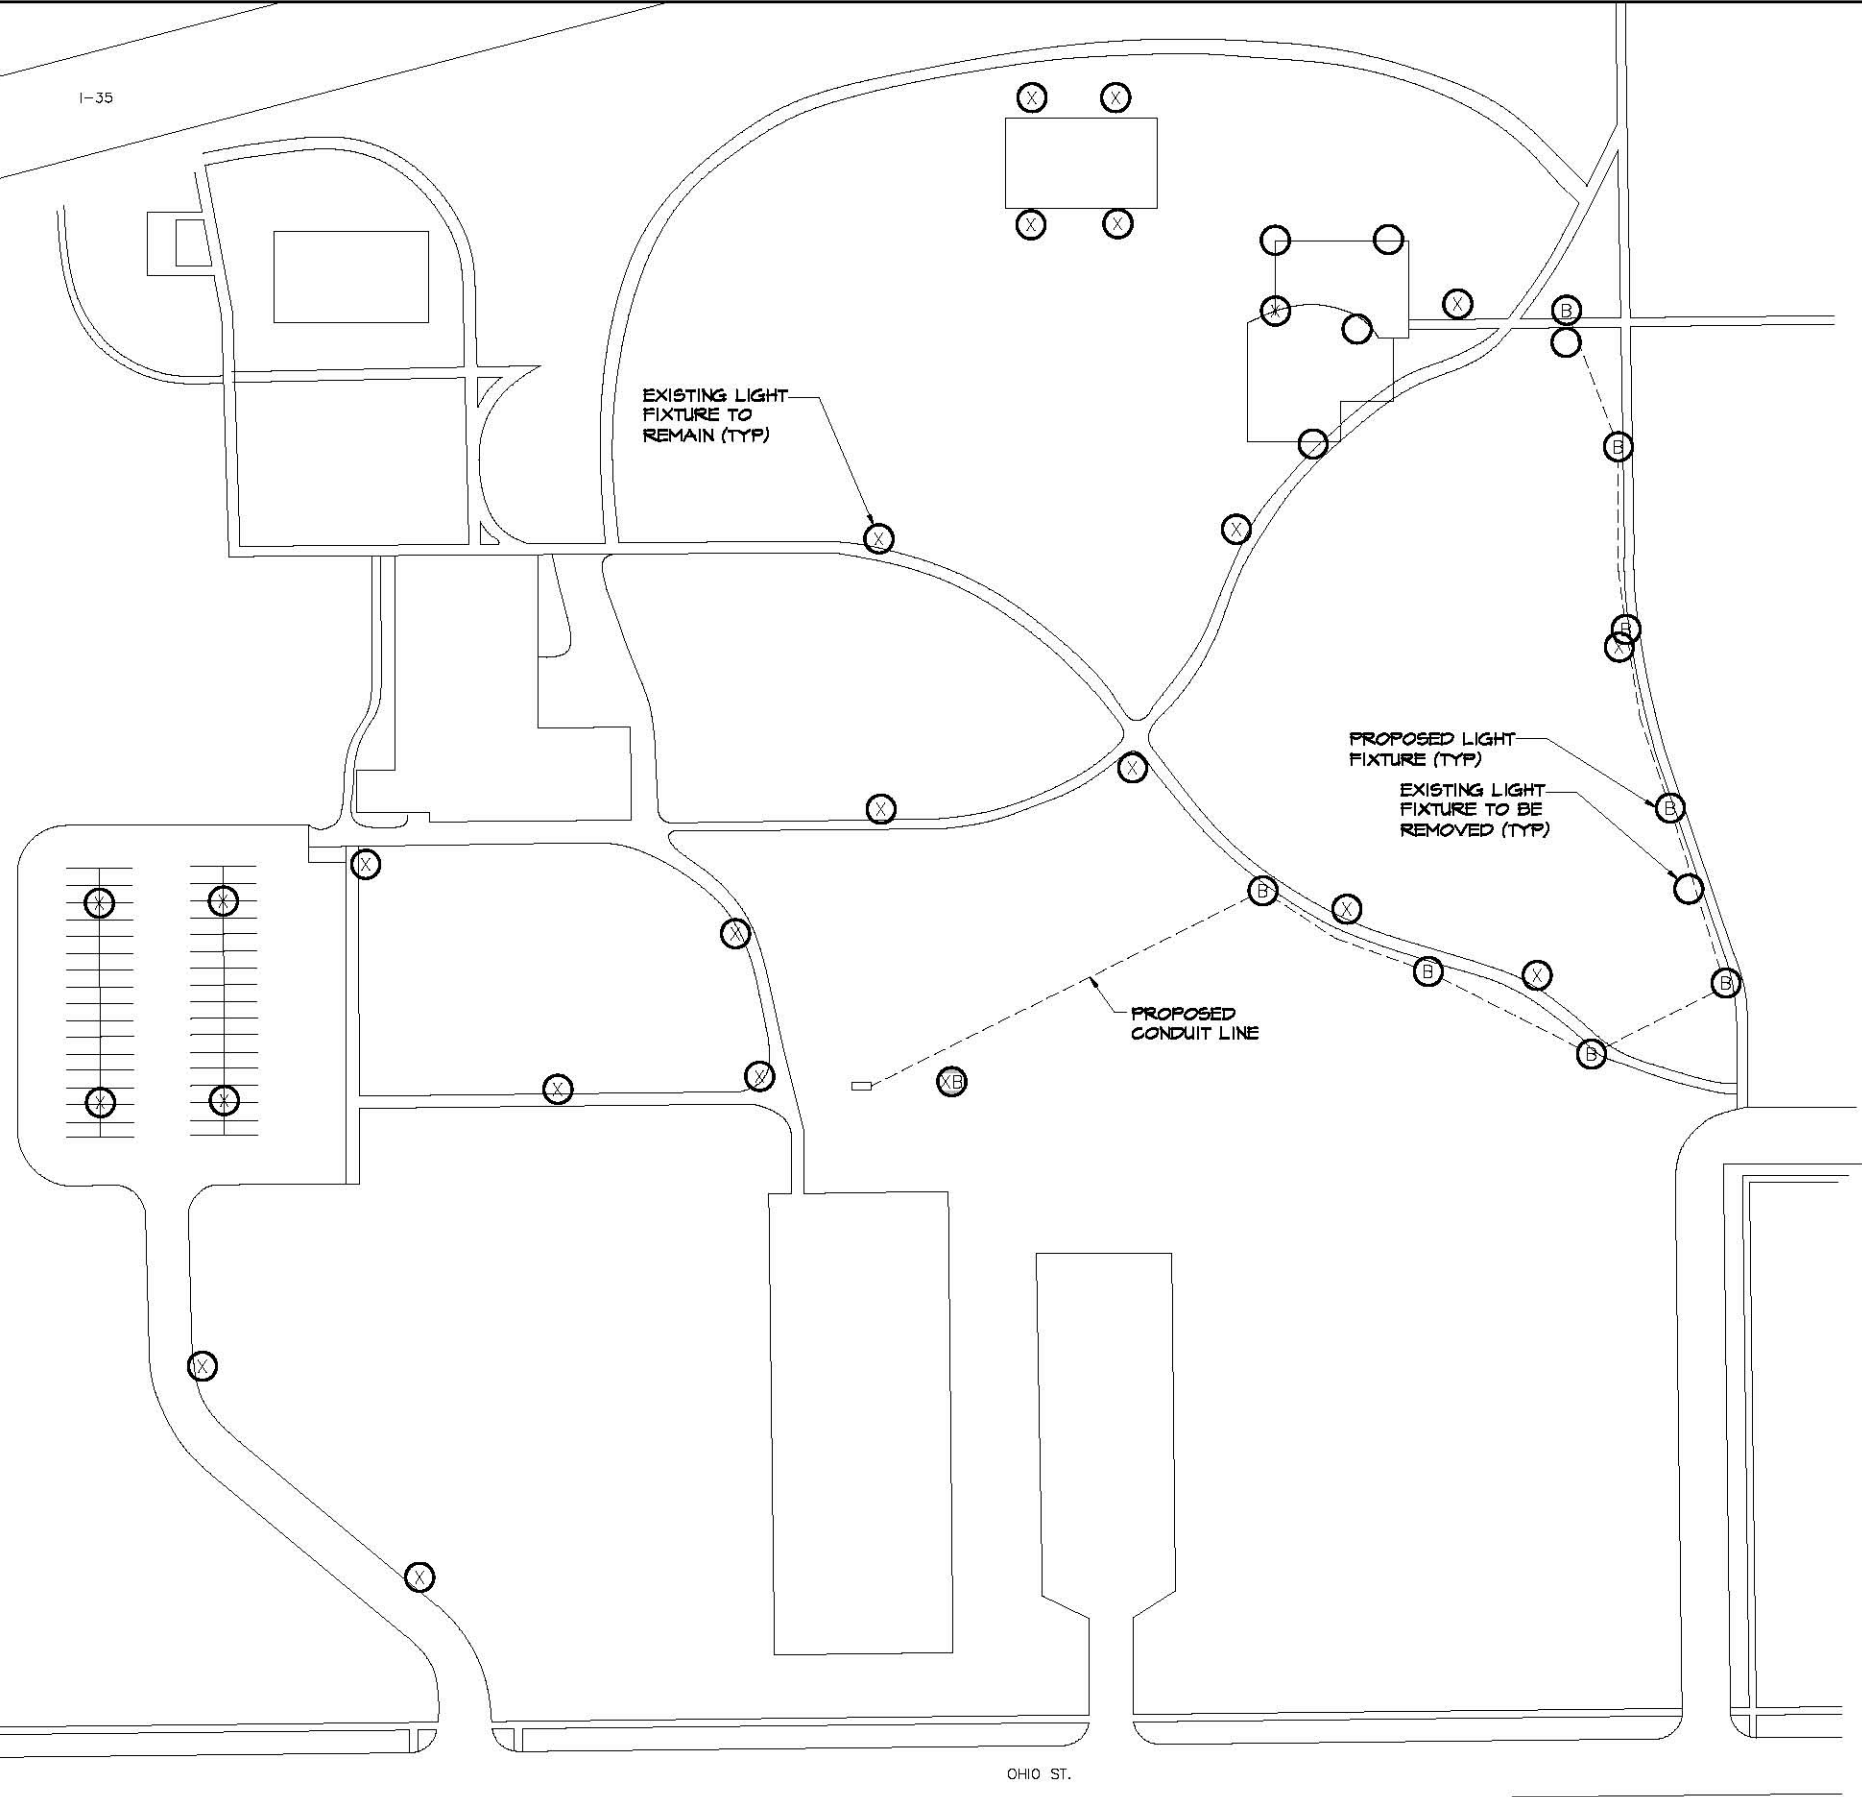 I-35
X X
X X
X B
EXISTING LIGHT
FIXTURE TO
REMAIN (TYP)
X
B
X
X
B
X
PROPOSED LIGHT
FIXTURE (TYP)
EXISTING LIGHT
FIXTURE TO BE
REMOVED (TYP)
X
X
B
X
X
B
X
X X
X
B
X
B
PROPOSED
CONDUIT LINE
B
X
X
XB
X X
X
X
OHIO ST.